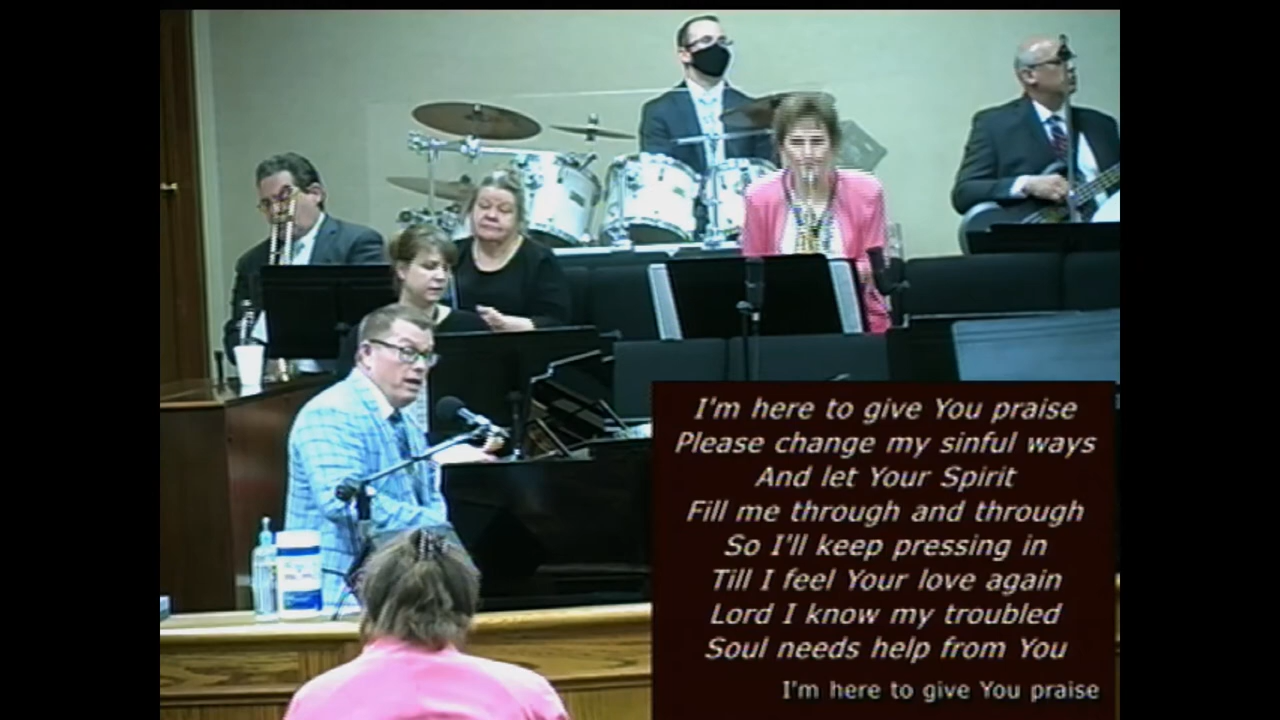 I'm here to give You praise
Please change my sinful ways
And let Your Spirit
Fill me through and through
So I'll keep pressing in
Till I feel Your love again
Lord I know my troubled
Soul needs help from You
I'm here to give You praise